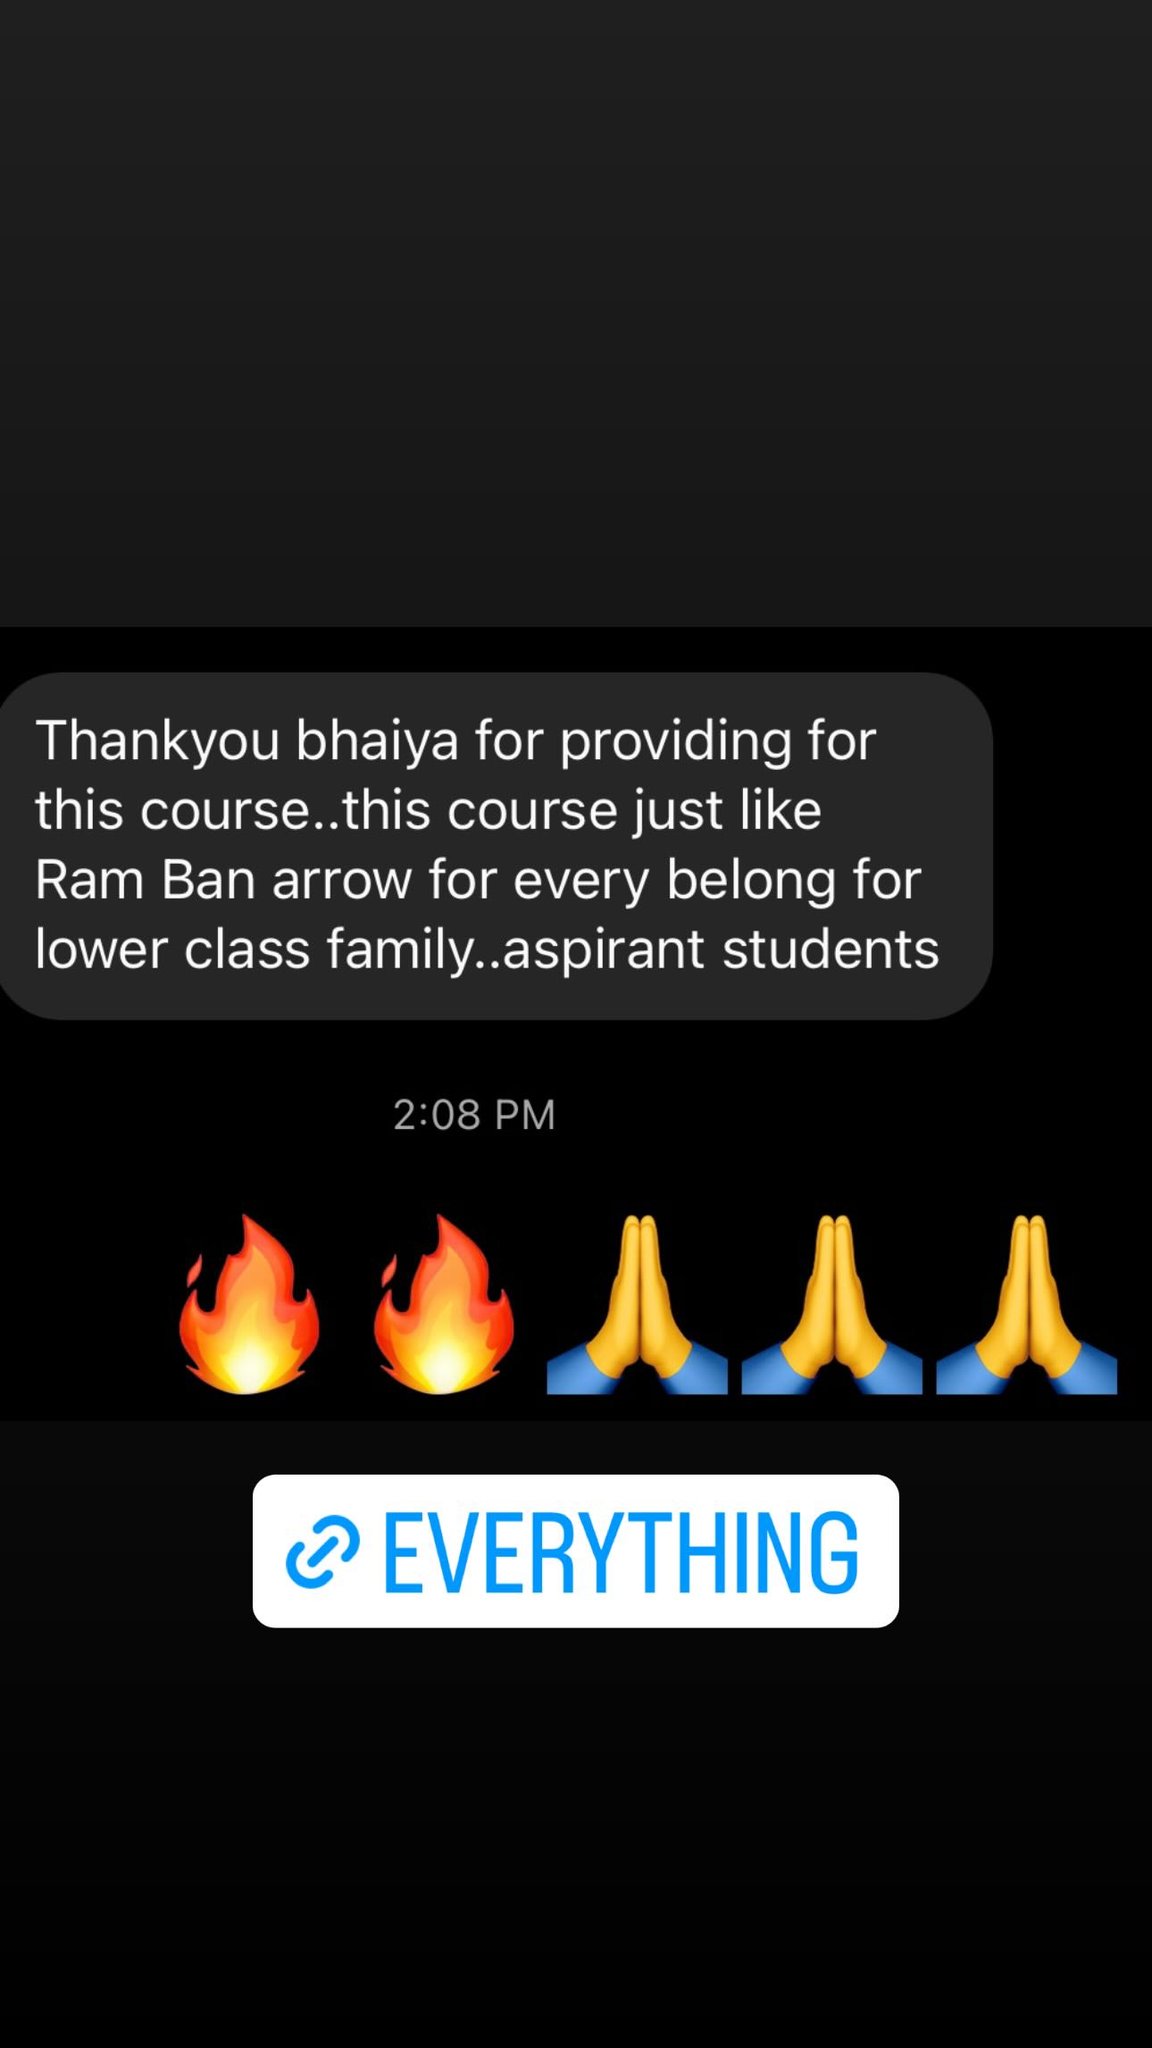 Thankyou bhaiya for providing for
this course..this course just like
Ram Ban arrow for every belong for
lower class family..aspirant students
2:08 PM
🔥🔥🙏🙏🙏
EVERYTHING